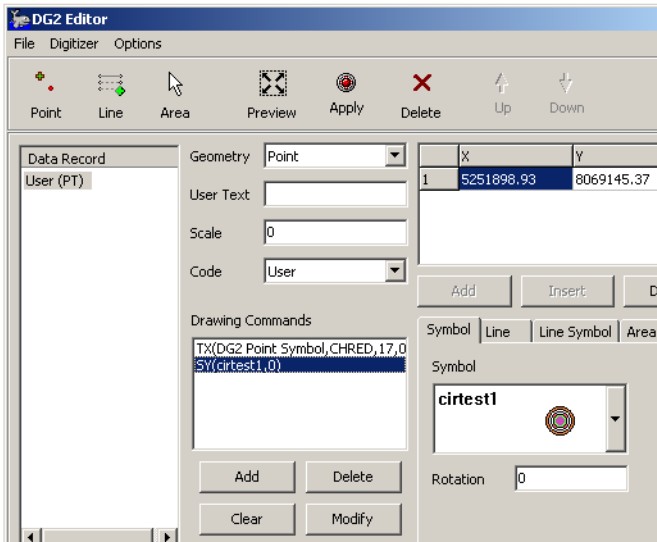 DG2 Editor
File Digitizer Options
Point Line Area Preview Apply Delete Up Down
Data Record
User (PT)
Geometry Point
User Text
Scale 0
Code User
X Y
1 5251898.93 8069145.37
Add Insert D
Drawing Commands
TX(DG2 Point Symbol,CHRED,17,0
SY(cirtest1,0)
Add Delete
Clear Modify
Symbol Line Line Symbol Area
Symbol
cirtest1
Rotation 0